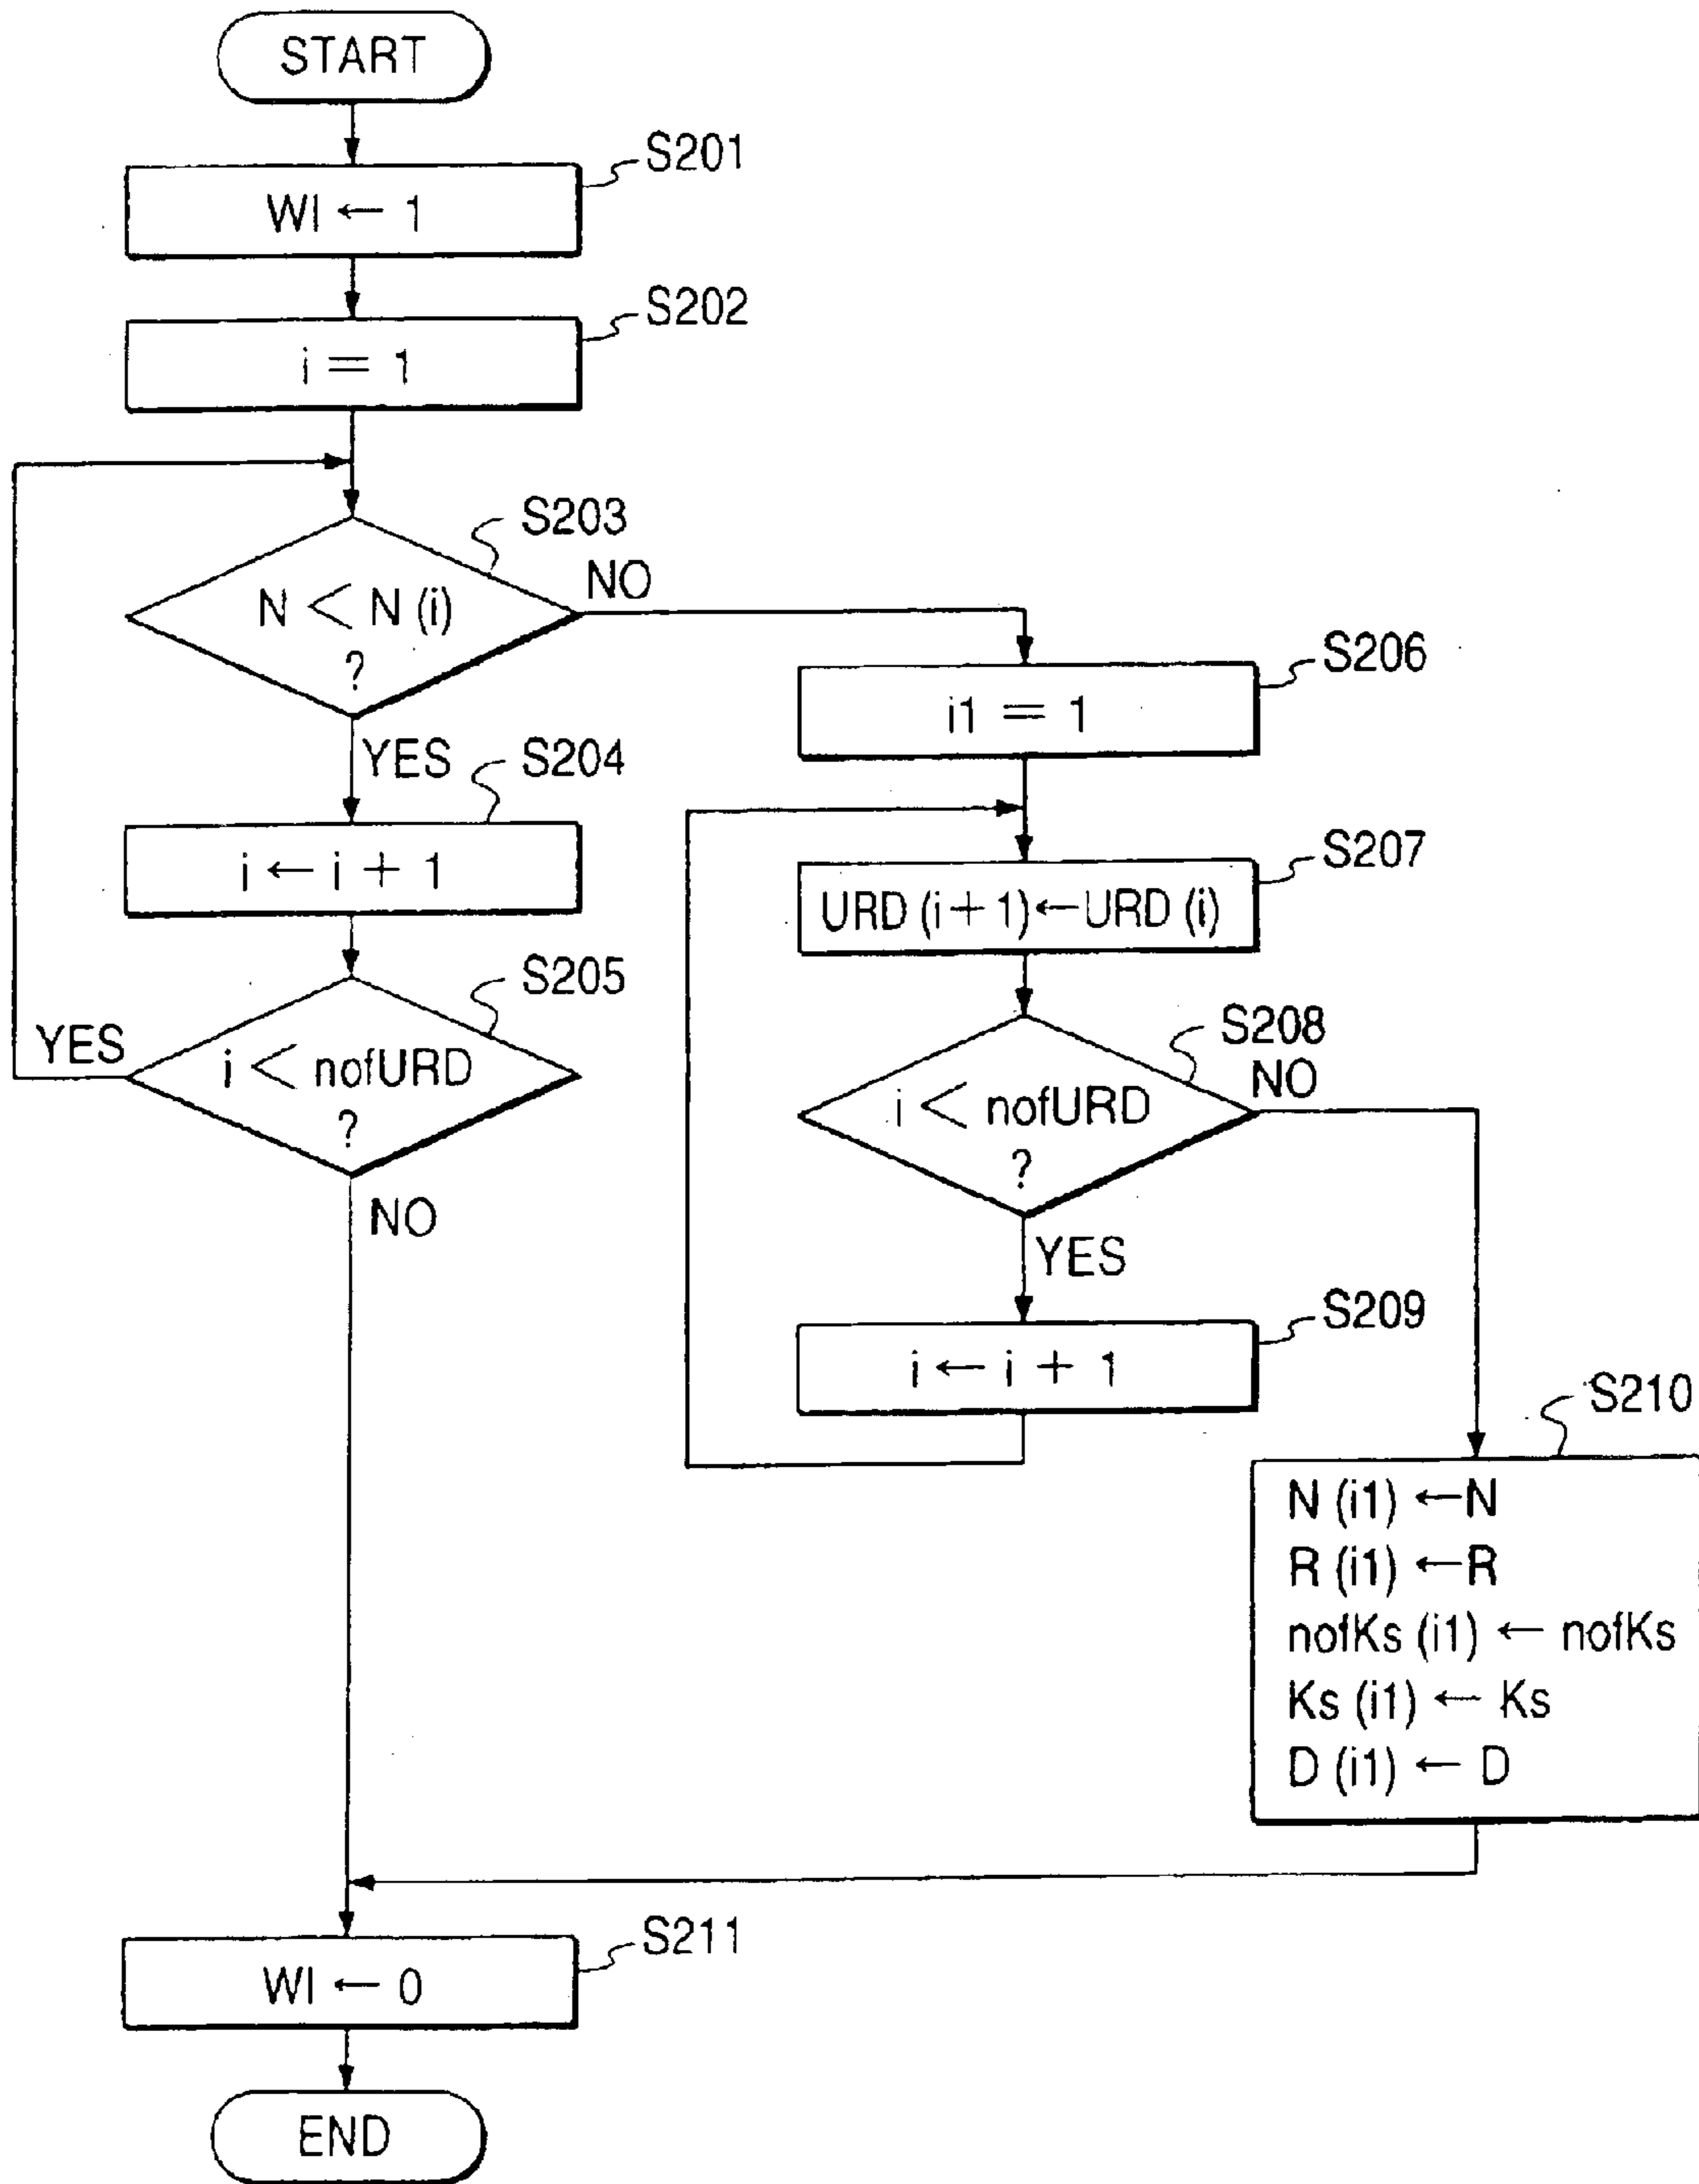 START
S201
WI ← 1
S202
i = 1
S203
N < N (i)
?
NO
YES
S204
i ← i + 1
S205
i < nofURD
?
YES
NO
S206
i1 = 1
S207
URD (i + 1) ← URD (i)
S208
i < nofURD
?
NO
YES
S209
i ← i + 1
S210
N (i1) ← N
R (i1) ← R
nofKs (i1) ← nofKs
Ks (i1) ← Ks
D (i1) ← D
S211
WI ← 0
END